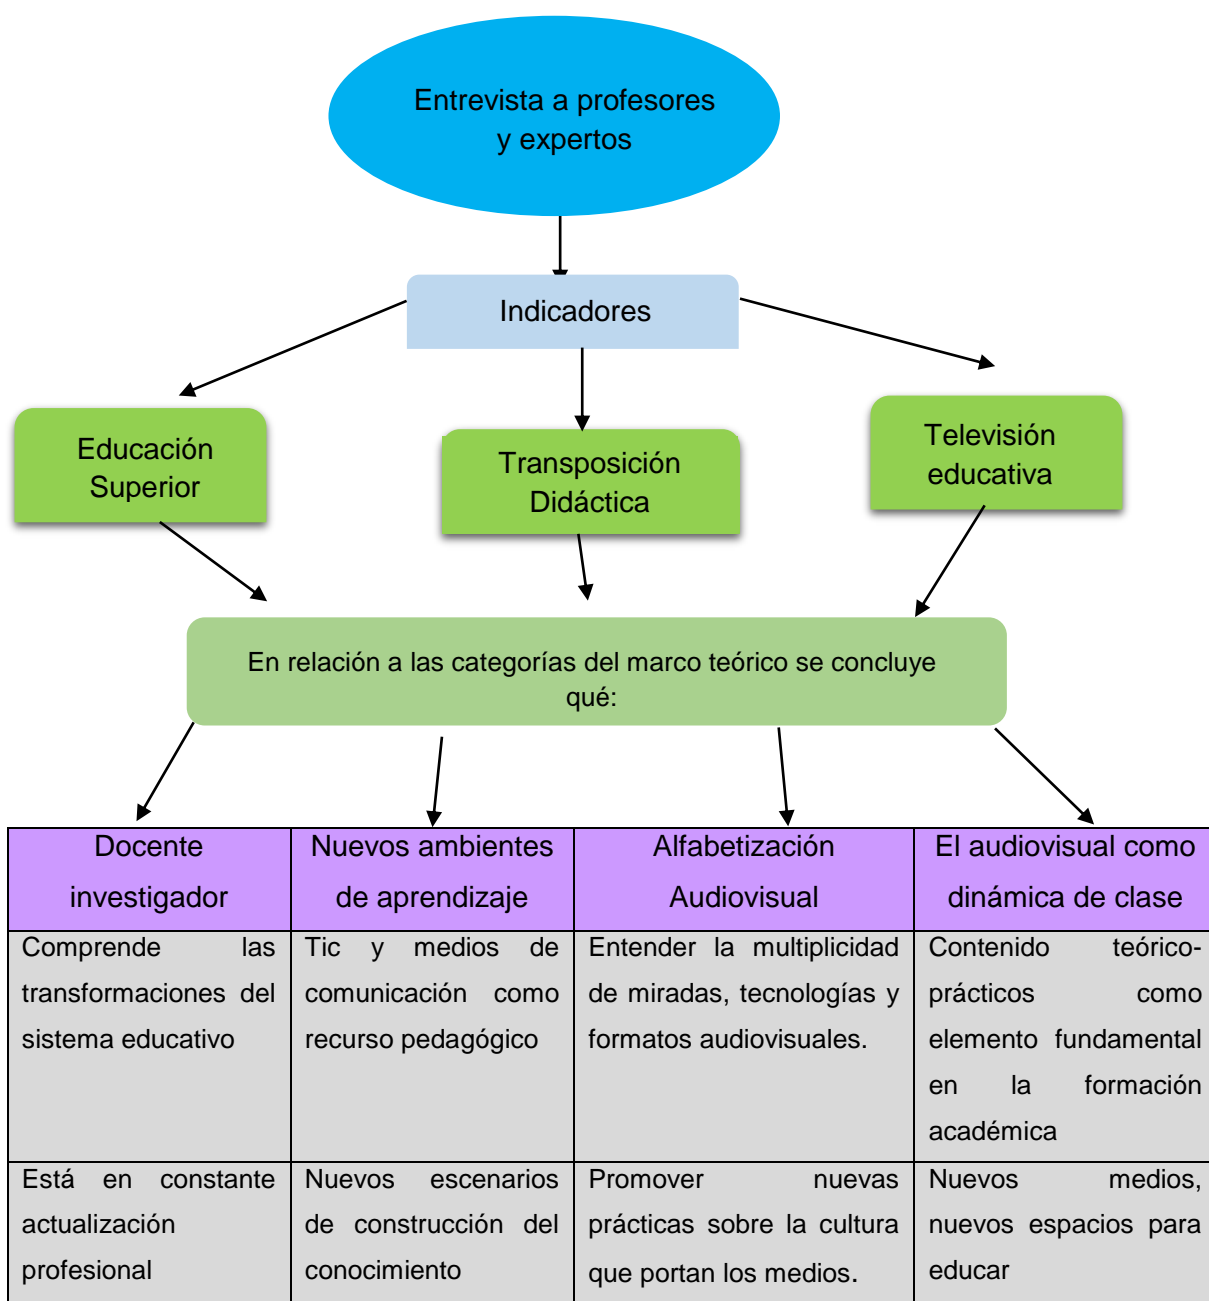 Entrevista a profesores
y expertos
Indicadores
Educación
Superior
Transposición
Didáctica
Televisión
educativa
En relación a las categorías del marco teórico se concluye
qué:
Docente
investigador
Nuevos ambientes
de aprendizaje
Alfabetización
Audiovisual
El audiovisual como
dinámica de clase
Comprende las
transformaciones del
sistema educativo
Tic y medios de
comunicación como
recurso pedagógico
Entender la multiplicidad
de miradas, tecnologías y
formatos audiovisuales.
Contenido teórico-
prácticos como
elemento fundamental
en la formación
académica
Está en constante
actualización
profesional
Nuevos escenarios
de construcción del
conocimiento
Promover nuevas
prácticas sobre la cultura
que portan los medios.
Nuevos medios,
nuevos espacios para
educar